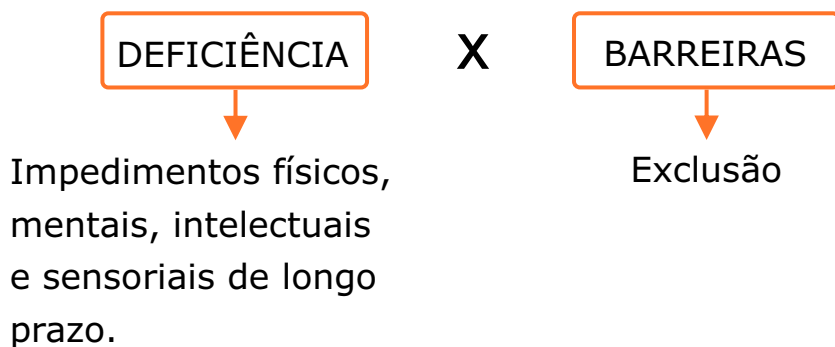 DEFICIÊNCIA X BARREIRAS
Impedimentos físicos,
mentais, intelectuais
e sensoriais de longo
prazo.
Exclusão